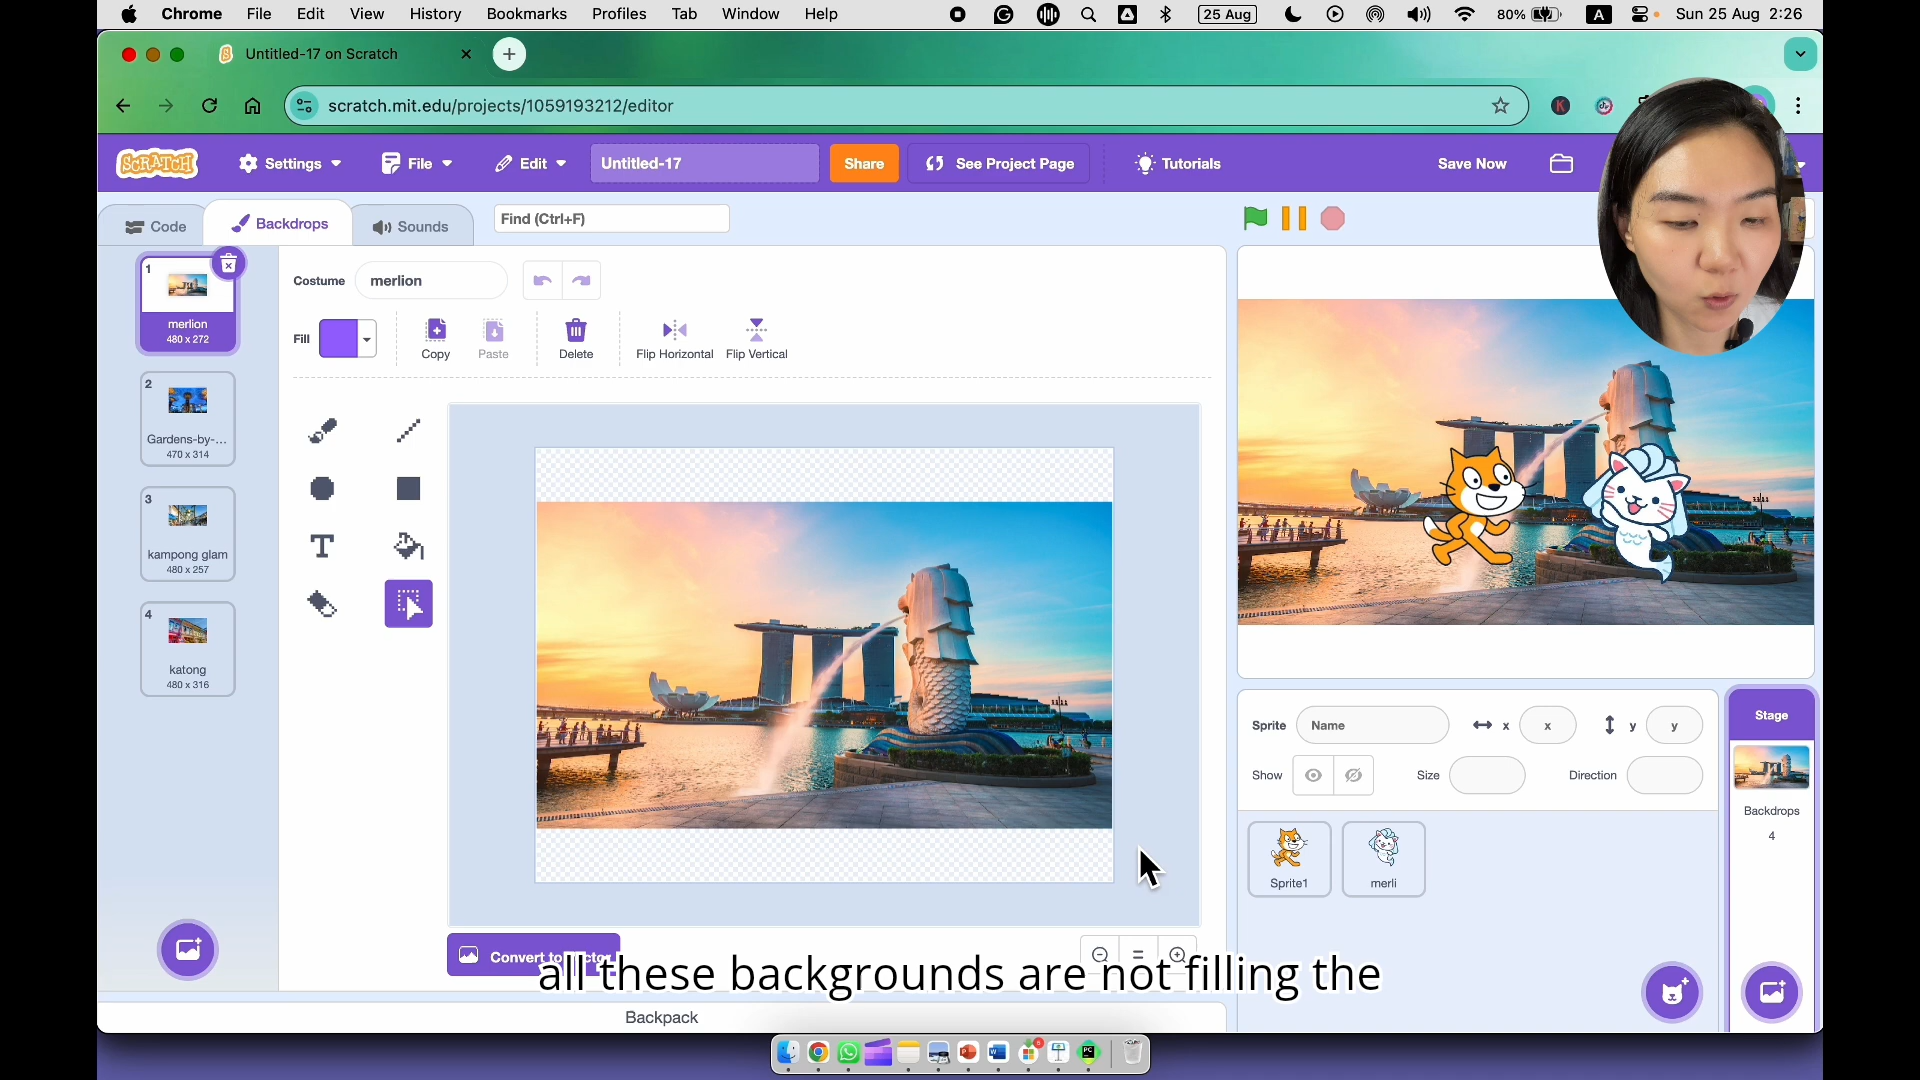 Chrome File Edit View History Bookmarks Profiles Tab Window Help
25 Aug
80%
A
Sun 25 Aug 2:26
Untitled-17 on Scratch
scratch.mit.edu/projects/1059193212/editor
K
SCRATCH
Settings
File
Edit
Untitled-17
Share
See Project Page
Tutorials
Save Now
Code
Backdrops
Sounds
Find (Ctrl+F)
1
merlion
480 x 272
2
Gardens-by-...
470 x 314
3
kampong glam
480 x 257
4
katong
480 x 316
Costume
merlion
Fill
Copy
Paste
Delete
Flip Horizontal
Flip Vertical
T
Sprite
Name
x
x
y
y
Show
Size
Direction
Stage
Backdrops
4
Sprite1
merli
all these backgrounds are not filling the
Backpack